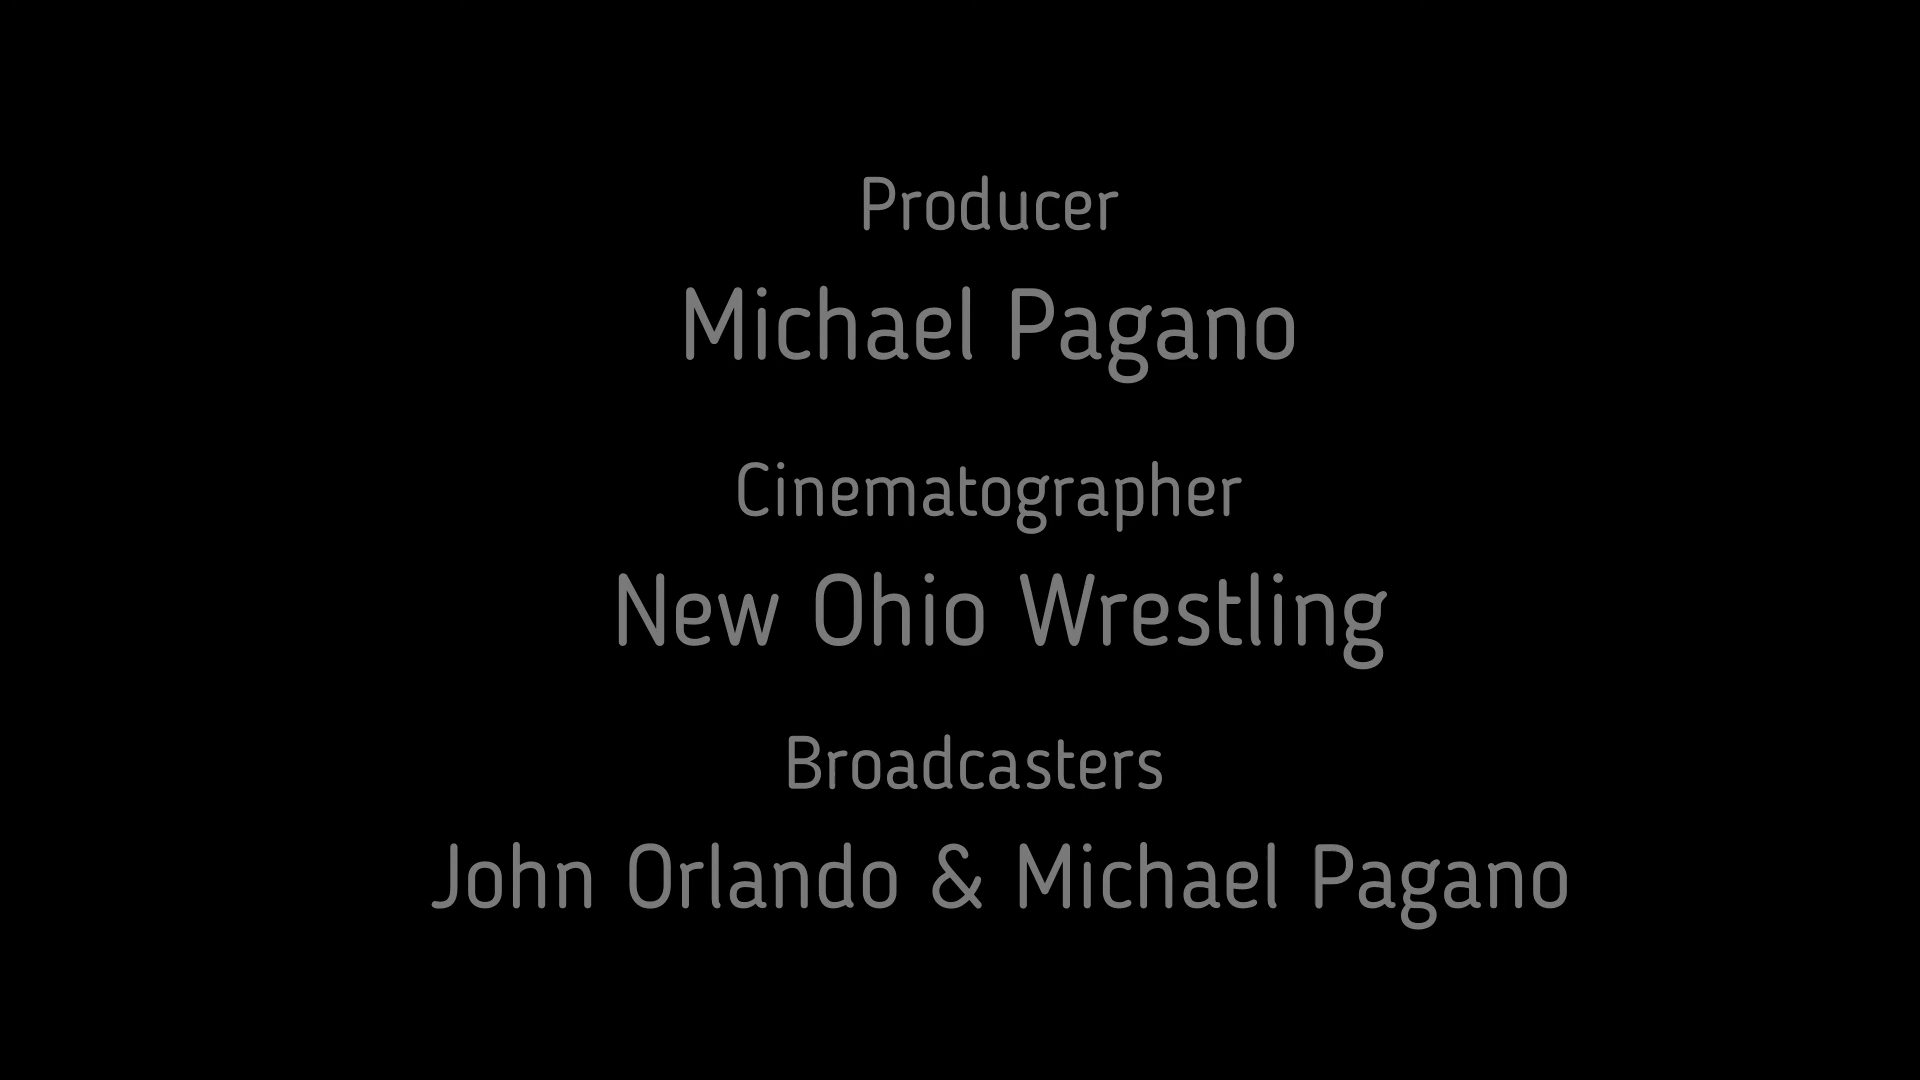 Producer
Michael Pagano
Cinematographer
New Ohio Wrestling
Broadcasters
John Orlando & Michael Pagano